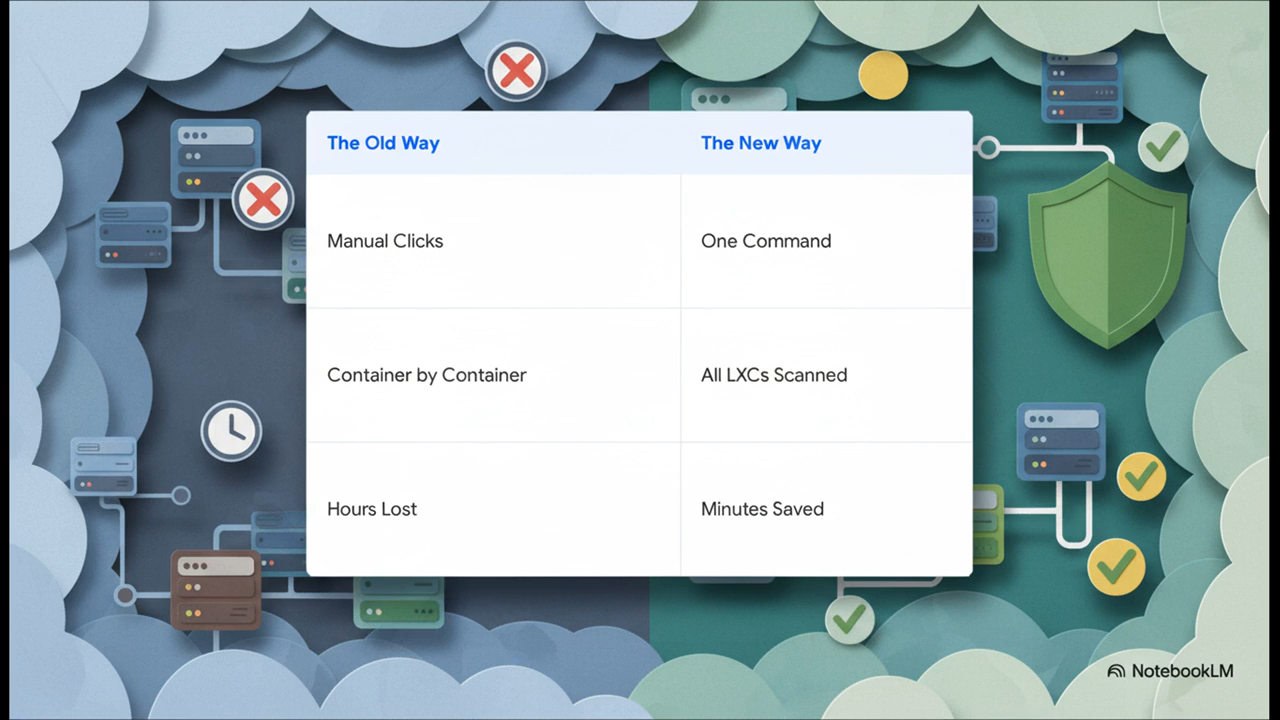 The Old Way
The New Way
Manual Clicks
One Command
Container by Container
All LXCs Scanned
Hours Lost
Minutes Saved
NotebookLM